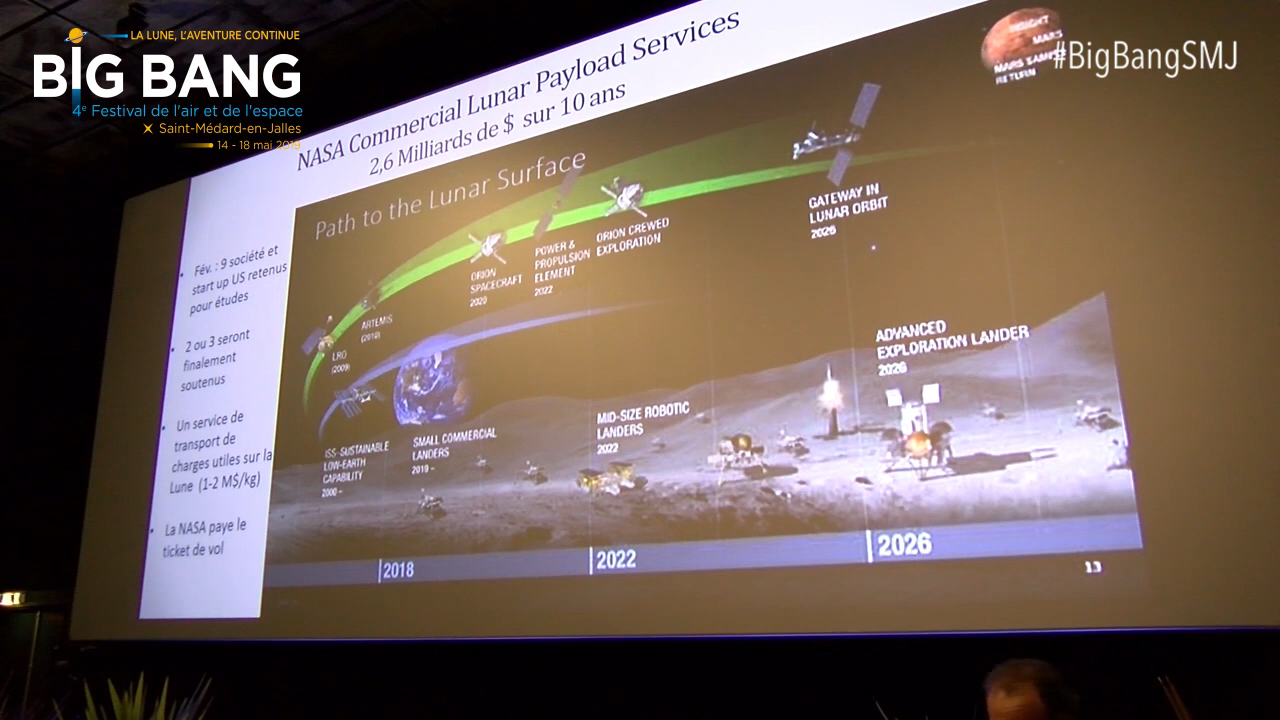 LA LUNE, L'AVENTURE CONTINUE
BIG BANG
4e Festival de l'air et de l'espace
Saint-Médard-en-Jalles
14 - 18 mai 2019
#BigBangSMJ
NASA Commercial Lunar Payload Services
2,6 Milliards de $ sur 10 ans
INSIGHT
MARS
MARS SAMPLE
RETURN
Path to the Lunar Surface
• Fév. : 9 société et
start up US retenus
pour études
• 2 ou 3 seront
finalement
soutenus
• Un service de
transport de
charges utiles sur la
Lune (1-2 M$/kg)
• La NASA paye le
ticket de vol
LRO
(2009)
ARTEMIS
(2010)
ORION
SPACECRAFT
2020
POWER &
PROPULSION
ELEMENT
2022
ORION CREWED
EXPLORATION
GATEWAY IN
LUNAR ORBIT
2026
ISS-SUSTAINABLE
LOW-EARTH
CAPABILITY
2000 –
SMALL COMMERCIAL
LANDERS
2019 –
MID-SIZE ROBOTIC
LANDERS
2022
ADVANCED
EXPLORATION LANDER
2026
2018
2022
2026
13